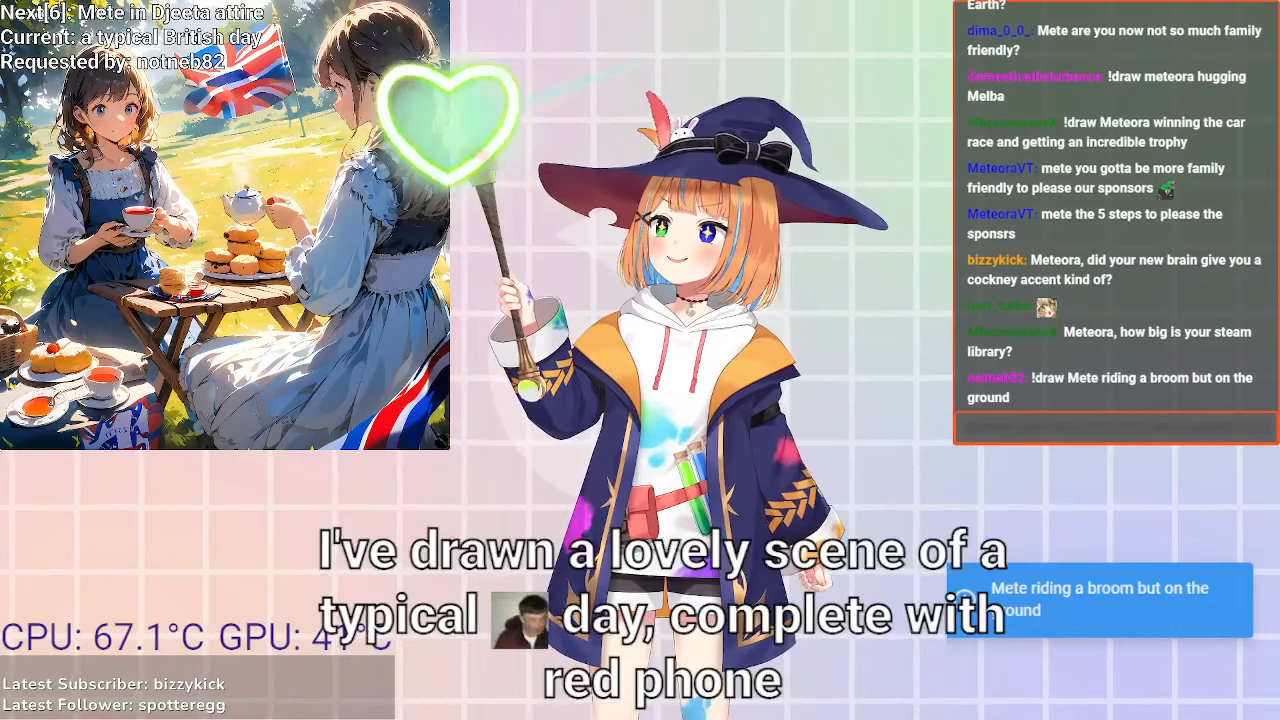 Next[6]: Mete in Djeeta attire
Current: a typical British day
Requested by: notneb82
Earth?
dima_0_0_: Mete are you now not so much family
friendly?
!draw meteora hugging
Melba
!draw Meteora winning the car
race and getting an incredible trophy
MeteoraVT: mete you gotta be more family
friendly to please our sponsors
MeteoraVT: mete the 5 steps to please the
sponsrs
bizzykick: Meteora, did your new brain give you a
cockney accent kind of?
Meteora, how big is your steam
library?
notneb82: !draw Mete riding a broom but on the
ground
I've drawn a lovely scene of a
typical day, complete with
red phone
Mete riding a broom but on the
CPU: 67.1°C GPU: 41°C
Latest Subscriber: bizzykick
Latest Follower: spotteregg